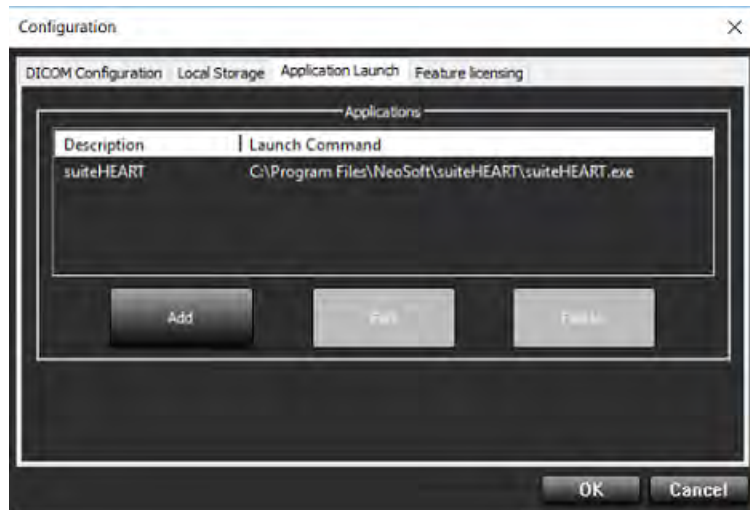 Configuration
DICOM Configuration Local Storage Application Launch Feature licensing
Applications
Description Launch Command
suiteHEART C:\Program Files\NeoSoft\suiteHEART\suiteHEART.exe
Add Edit
OK Cancel